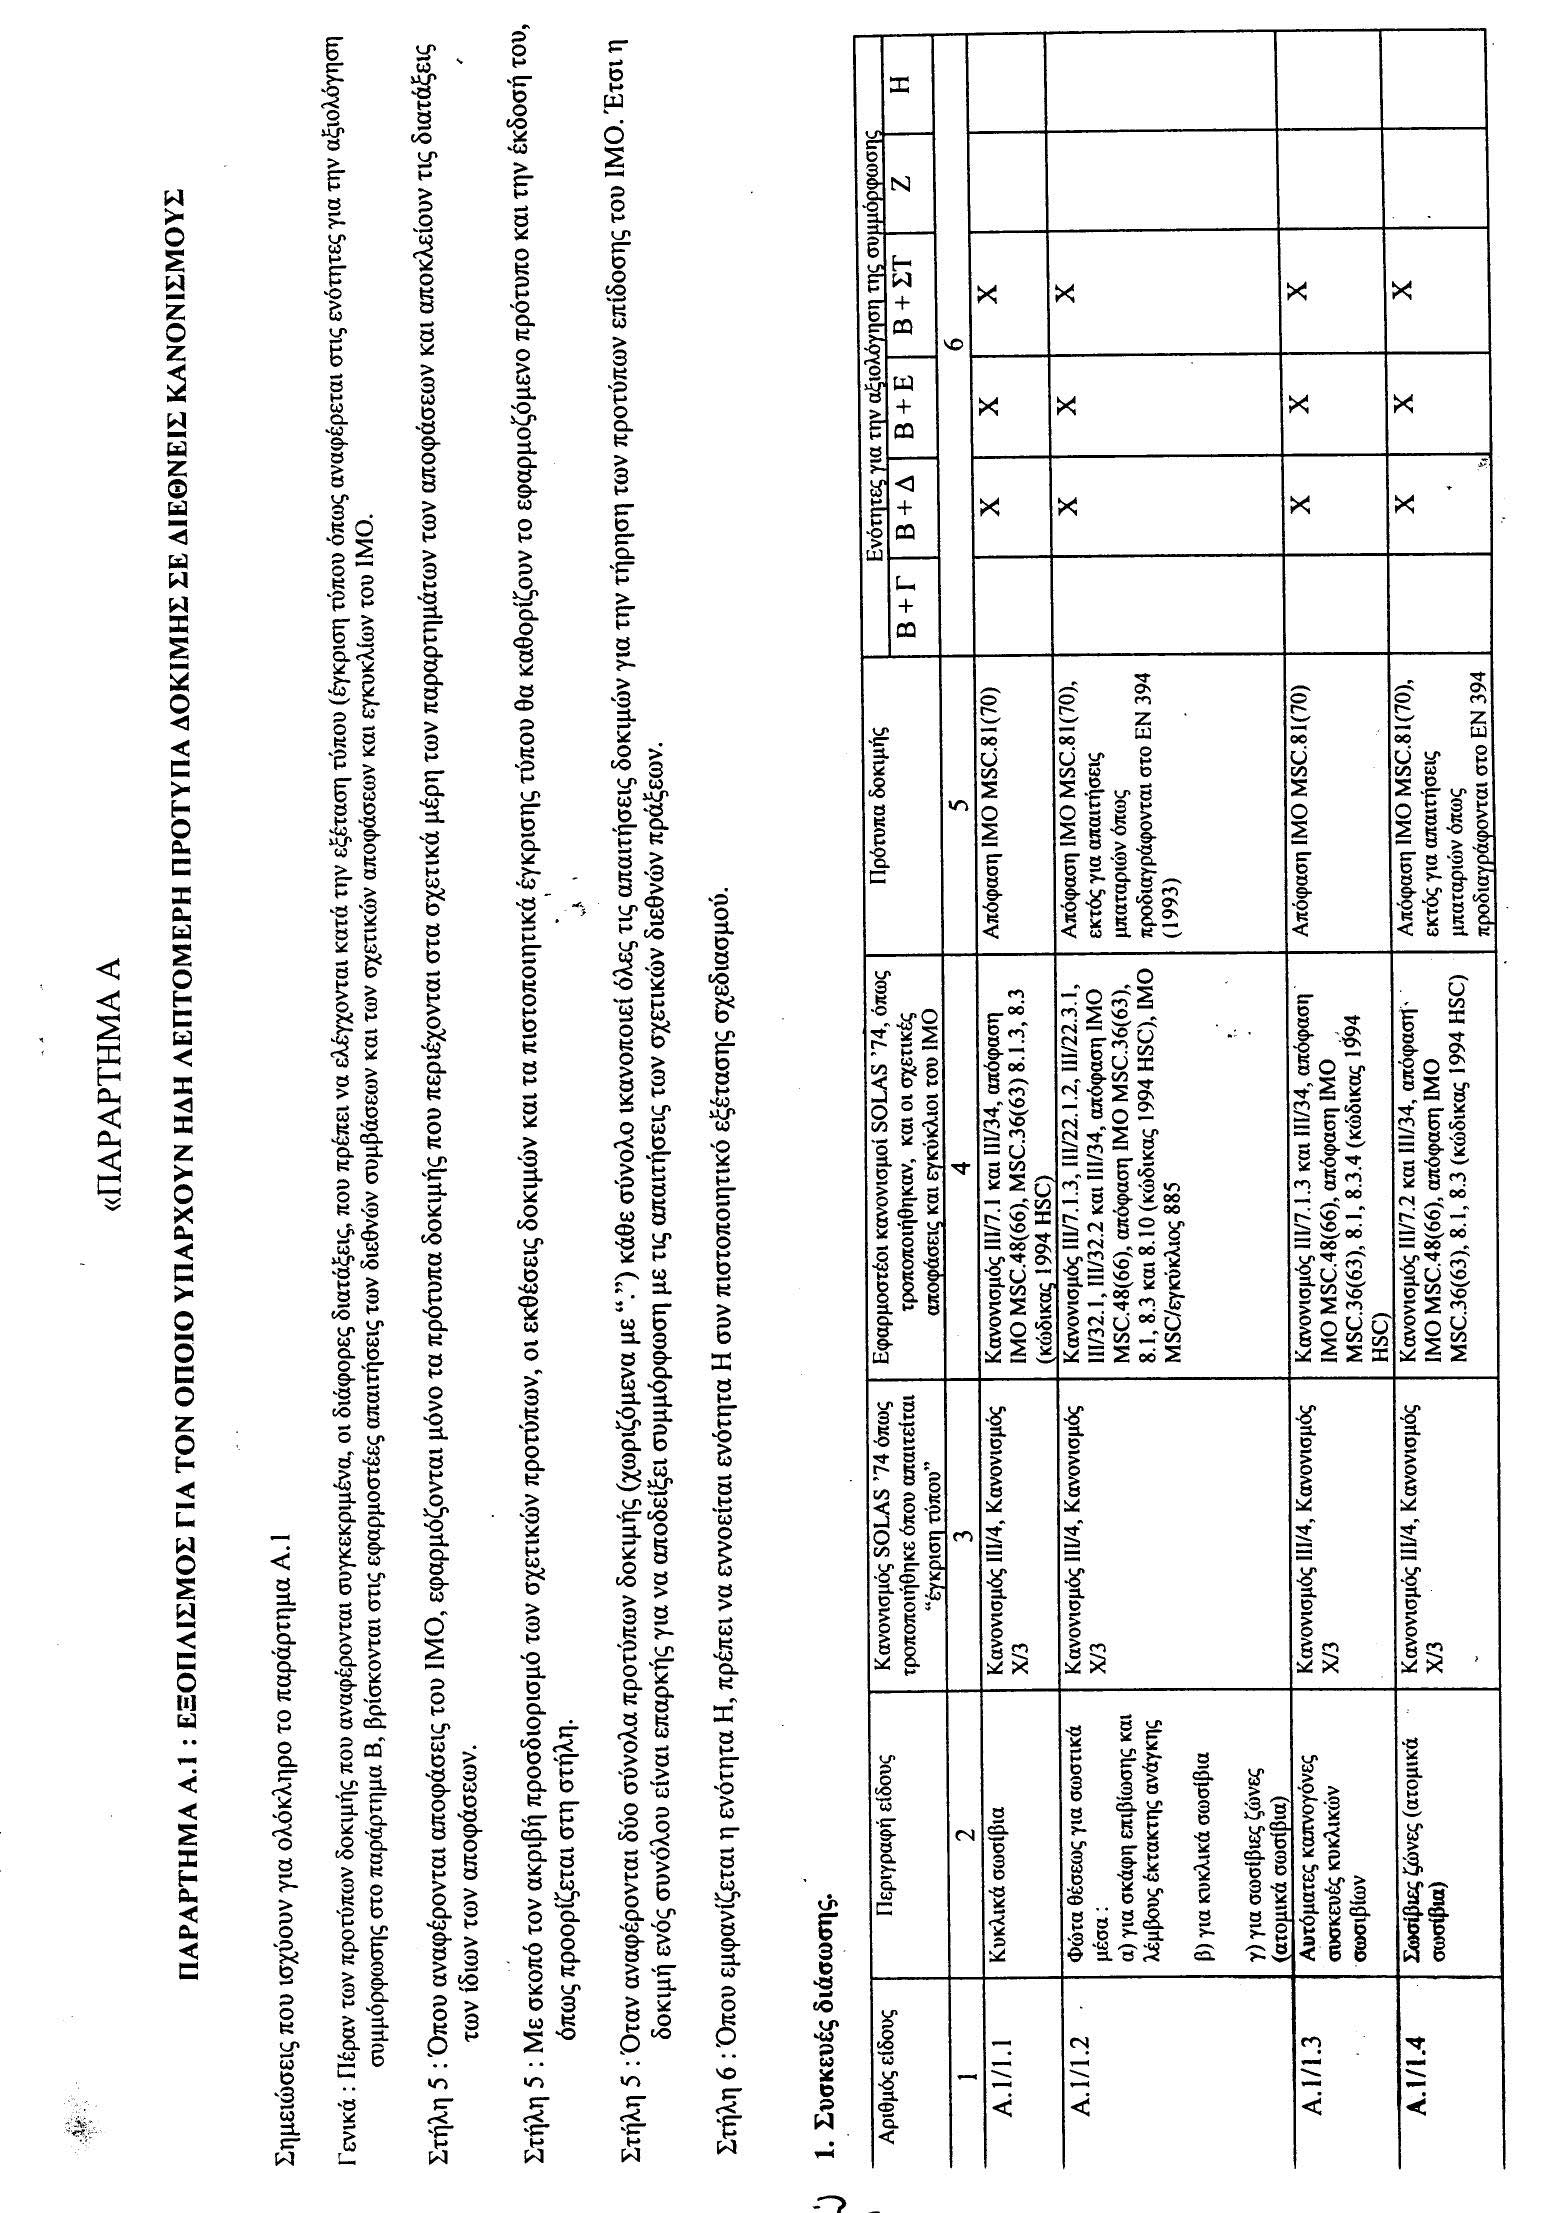 «ΠΑΡΑΡΤΗΜΑ Α
ΠΑΡΑΡΤΗΜΑ Α.1 : ΕΞΟΠΛΙΣΜΟΣ ΓΙΑ ΤΟΝ ΟΠΟΙΟ ΥΠΑΡΧΟΥΝ ΗΔΗ ΛΕΠΤΟΜΕΡΗ ΠΡΟΤΥΠΑ ΔΟΚΙΜΗΣ ΣΕ ΔΙΕΘΝΕΙΣ ΚΑΝΟΝΙΣΜΟΥΣ
Σημειώσεις που ισχύουν για ολόκληρο το παράρτημα Α.1
Γενικά : Πέραν των προτύπων δοκιμής που αναφέρονται συγκεκριμένα, οι διάφορες διατάξεις, που πρέπει να ελέγχονται κατά την εξέταση τύπου (έγκριση τύπου όπως αναφέρεται στις ενότητες για την αξιολόγηση
συμμόρφωσης στο παράρτημα Β, βρίσκονται στις εφαρμοστέες απαιτήσεις των διεθνών συμβάσεων και των σχετικών αποφάσεων και εγκυκλίων του ΙΜΟ.
Στήλη 5 : Όπου αναφέρονται αποφάσεις του ΙΜΟ, εφαρμόζονται μόνο τα πρότυπα δοκιμής που περιέχονται στα σχετικά μέρη των παραρτημάτων των αποφάσεων και αποκλείουν τις διατάξεις
των ίδιων των αποφάσεων.
Στήλη 5 : Με σκοπό τον ακριβή προσδιορισμό των σχετικών προτύπων, οι εκθέσεις δοκιμών και τα πιστοποιητικά έγκρισης τύπου θα καθορίζουν το εφαρμοζόμενο πρότυπο και την έκδοσή του,
όπως προορίζεται στη στήλη.
Στήλη 5 : Όταν αναφέρονται δύο σύνολα προτύπων δοκιμής (χωριζόμενα με “.”) κάθε σύνολο ικανοποιεί όλες τις απαιτήσεις δοκιμών για την τήρηση των προτύπων επίδοσης του ΙΜΟ. Έτσι η
δοκιμή ενός συνόλου είναι επαρκής για να αποδείξει συμμόρφωση με τις απαιτήσεις των σχετικών διεθνών πράξεων.
Στήλη 6 : Όπου εμφανίζεται η ενότητα Η, πρέπει να εννοείται ενότητα Η συν πιστοποιητικό εξέτασης σχεδιασμού.
1. Συσκευές διάσωσης.
Αριθμός είδους
Περιγραφή είδους
Κανονισμός SOLAS ’74 όπως
τροποποιήθηκε όπου απαιτείται
“έγκριση τύπου”
Εφαρμοστέοι κανονισμοί SOLAS ’74, όπως
τροποποιήθηκαν, και οι σχετικές
αποφάσεις και εγκύκλιοι του ΙΜΟ
Πρότυπα δοκιμής
Ενότητες για την αξιολόγηση της συμμόρφωσης
Β + Γ
Β + Δ
Β + Ε
Β + ΣΤ
Ζ
Η
1
2
3
4
5
6
Α.1/1.1
Κυκλικά σωσίβια
Κανονισμός ΙΙΙ/4, Κανονισμός
Χ/3
Κανονισμός ΙΙΙ/7.1 και ΙΙΙ/34, απόφαση
ΙΜΟ MSC.48(66), MSC.36(63) 8.1.3, 8.3
(κώδικας 1994 HSC)
Απόφαση ΙΜΟ MSC.81(70)
Χ
Χ
Χ
Α.1/1.2
Φώτα θέσεως για σωστικά
μέσα :
α) για σκάφη επιβίωσης και
λέμβους έκτακτης ανάγκης
β) για κυκλικά σωσίβια
γ) για σωσίβιες ζώνες
(ατομικά σωσίβια)
Κανονισμός ΙΙΙ/4, Κανονισμός
Χ/3
Κανονισμός ΙΙΙ/7.1.3, ΙΙΙ/22.1.2, ΙΙΙ/22.3.1,
ΙΙΙ/32.1, ΙΙΙ/32.2 και ΙΙΙ/34, απόφαση ΙΜΟ
MSC.48(66), απόφαση ΙΜΟ MSC.36(63),
8.1, 8.3 και 8.10 (κώδικας 1994 HSC), ΙΜΟ
MSC/εγκύκλιος 885
Απόφαση ΙΜΟ MSC.81(70),
εκτός για απαιτήσεις
μπαταριών όπως
προδιαγράφονται στο ΕΝ 394
(1993)
Χ
Χ
Χ
Α.1/1.3
Αυτόματες καπνογόνες
συσκευές κυκλικών
σωσιβίων
Κανονισμός ΙΙΙ/4, Κανονισμός
Χ/3
Κανονισμός ΙΙΙ/7.1.3 και ΙΙΙ/34, απόφαση
ΙΜΟ MSC.48(66), απόφαση ΙΜΟ
MSC.36(63), 8.1, 8.3.4 (κώδικας 1994
HSC)
Απόφαση ΙΜΟ MSC.81(70)
Χ
Χ
Χ
Α.1/1.4
Σωσίβιες ζώνες (ατομικά
σωσίβια)
Κανονισμός ΙΙΙ/4, Κανονισμός
Χ/3
Κανονισμός ΙΙΙ/7.2 και ΙΙΙ/34, απόφαση
ΙΜΟ MSC.48(66), απόφαση ΙΜΟ
MSC.36(63), 8.1, 8.3 (κώδικας 1994 HSC)
Απόφαση ΙΜΟ MSC.81(70),
εκτός για απαιτήσεις
μπαταριών όπως
προδιαγράφονται στο ΕΝ 394
Χ
Χ
Χ